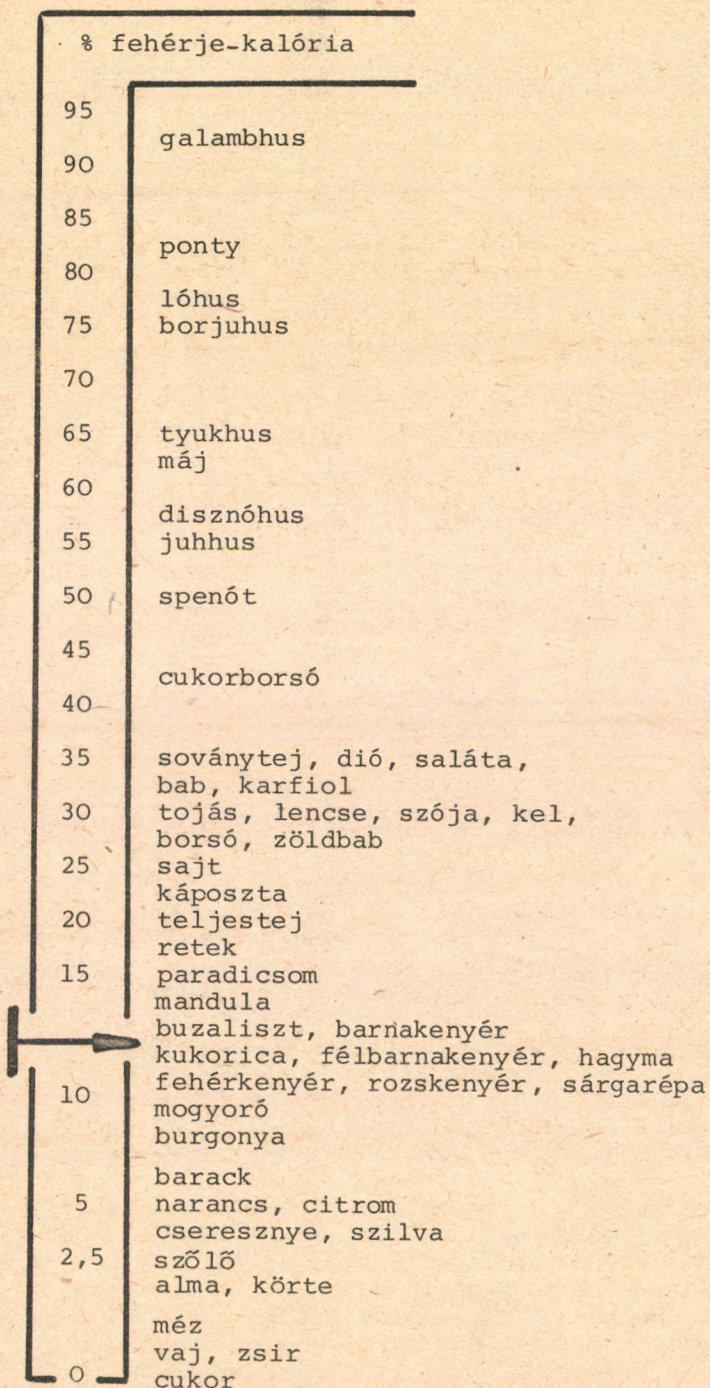 % fehérje-kalória
95
galambhus
90
85
ponty
80
lóhus
75 borjuhus
70
65 tyukhus
máj
60
disznóhus
55 juhhus
50 spenót
45
cukorborsó
40
35 soványtej, dió, saláta,
bab, karfiol
30 tojás, lencse, szója, kel,
borsó, zöldbab
25 sajt
káposzta
20 teljestej
retek
15 paradicsom
mandula
buzaliszt, barnakenyér
kukorica, félbarnakenyér, hagyma
10 fehérkenyér, rozskenyér, sárgarépa
mogyoró
burgonya
barack
5 narancs, citrom
cseresznye, szilva
2,5 szőlő
alma, körte
méz
vaj, zsir
0 cukor